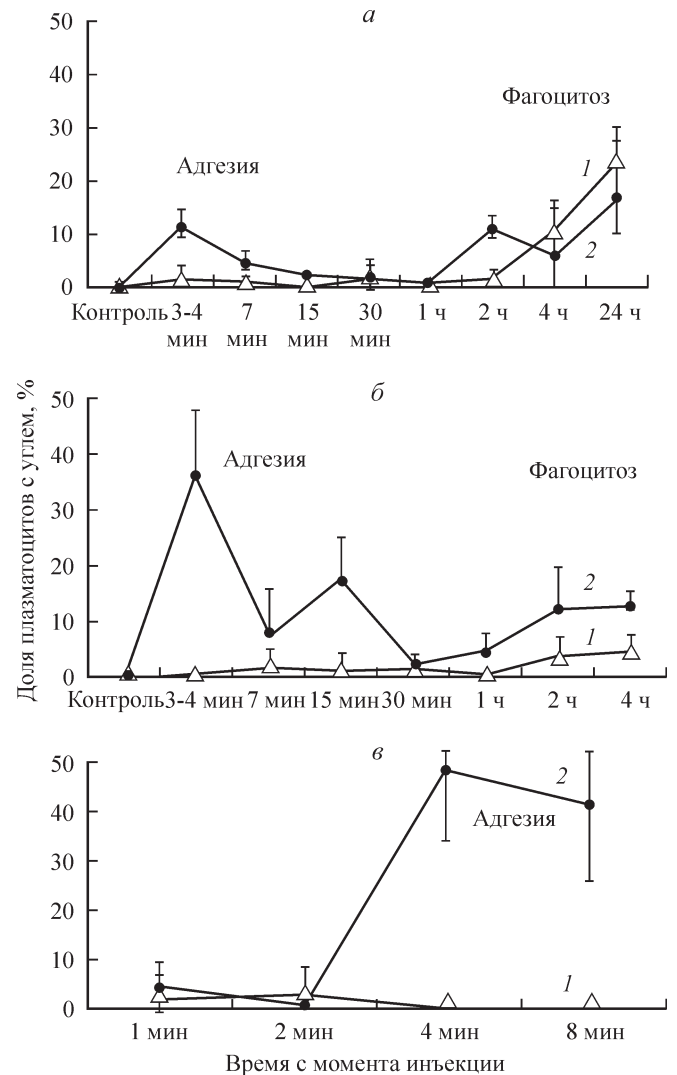 а
50
40
30
20
10
0
Фагоцитоз
Адгезия
1
2
Контроль 3-4 мин 7 мин 15 мин 30 мин 1 ч 2 ч 4 ч 24 ч
Доля плазматоцитов с углем, %
б
50
40
30
20
10
0
Адгезия
Фагоцитоз
2
1
Контроль 3-4 мин 7 мин 15 мин 30 мин 1 ч 2 ч 4 ч
в
50
40
30
20
10
0
2
Адгезия
1
1 мин 2 мин 4 мин 8 мин
Время с момента инъекции